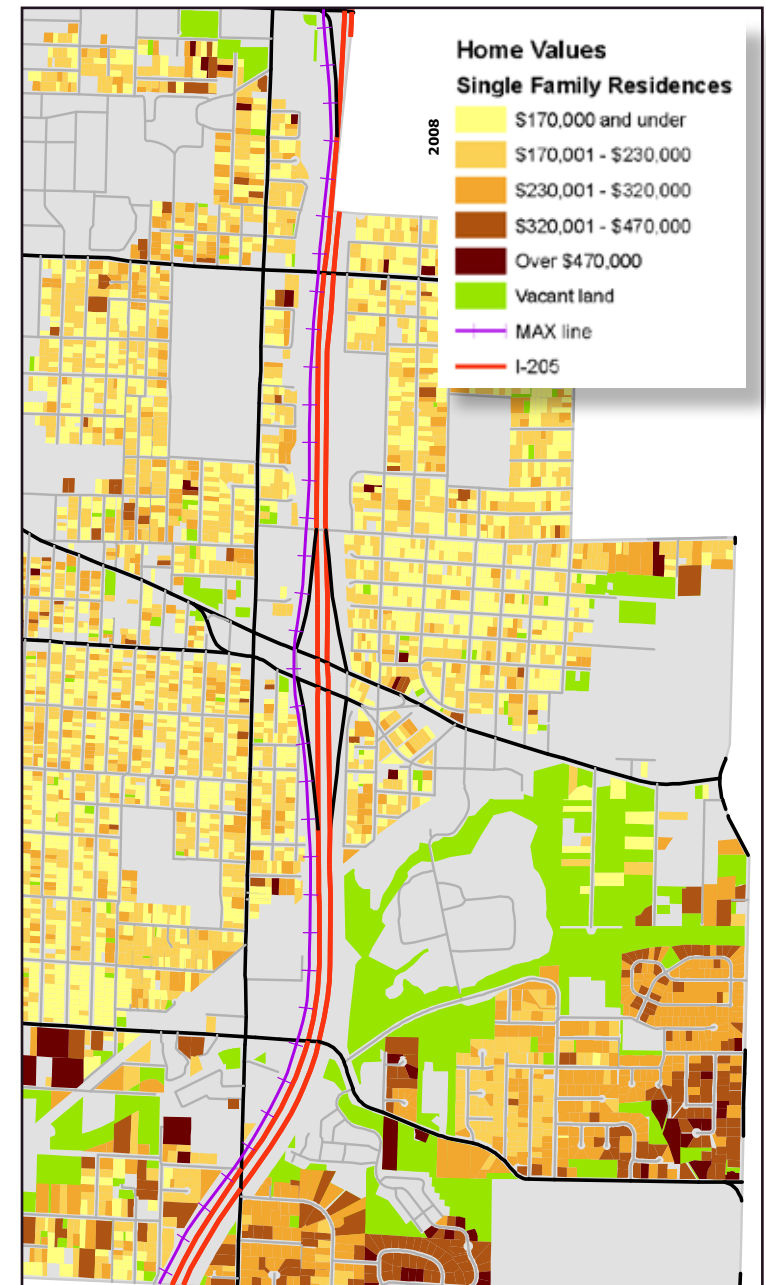 Home Values
Single Family Residences
2008
$170,000 and under
$170,001 - $230,000
$230,001 - $320,000
$320,001 - $470,000
Over $470,000
Vacant land
MAX line
I-205